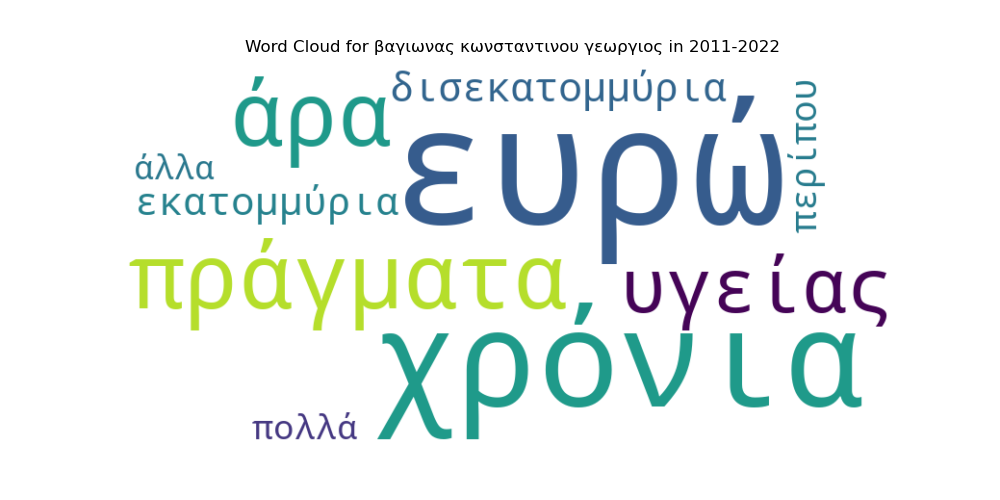 Word Cloud for βαγιωνας κωνσταντινου γεωργιος in 2011-2022
δισεκατομμύρια
άρα
ευρώ
περίπου
άλλα
εκατομμύρια
πράγματα
υγείας
χρόνια
πολλά